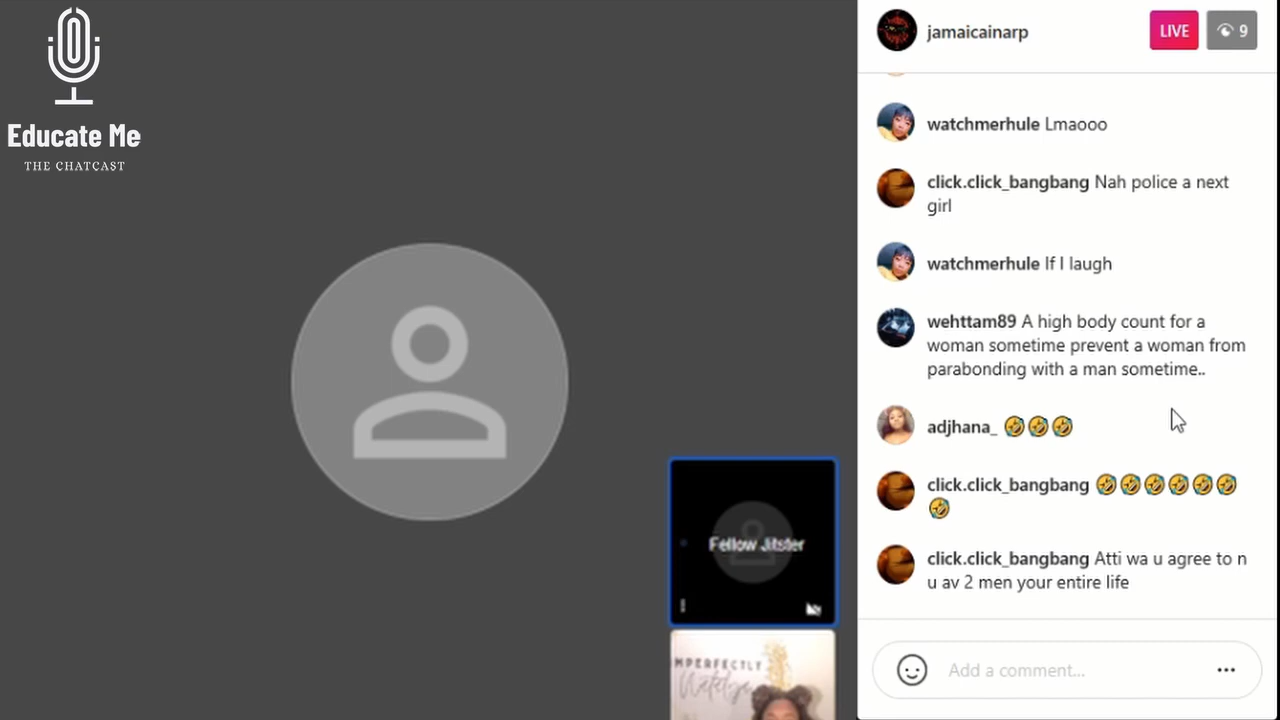 Educate Me
THE CHATCAST
jamaicainarp
LIVE
9
watchmerhule Lmaooo
click.click_bangbang Nah police a next
girl
watchmerhule If I laugh
wehttam89 A high body count for a
woman sometime prevent a woman from
parabonding with a man sometime..
adjhana_ 🤣🤣🤣
click.click_bangbang 🤣🤣🤣🤣🤣🤣
🤣
click.click_bangbang Atti wa u agree to n
u av 2 men your entire life
Add a comment...
Fellow Jitster
MPERFECTLY